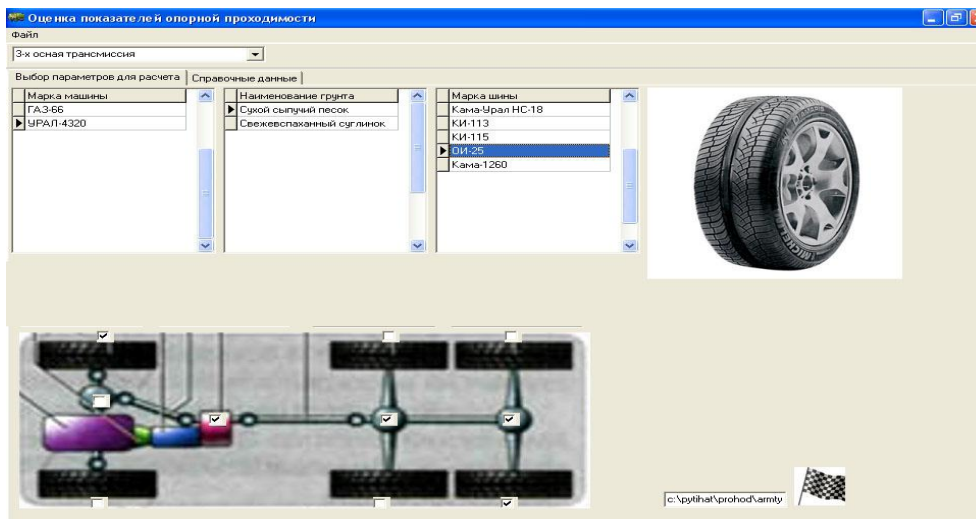 Оценка показателей опорной проходимости
Файл
3-х осная трансмиссия
Выбор параметров для расчета
Справочные данные
Марка машины
ГАЗ-66
УРАЛ-4320
Наименование грунта
Сухой сыпучий песок
Свежевспаханный суглинок
Марка шины
Кама-Урал НС-18
КИ-113
КИ-115
ОИ-25
Кама-1260
MICHELIN
c:\pytihat\prohod\armty